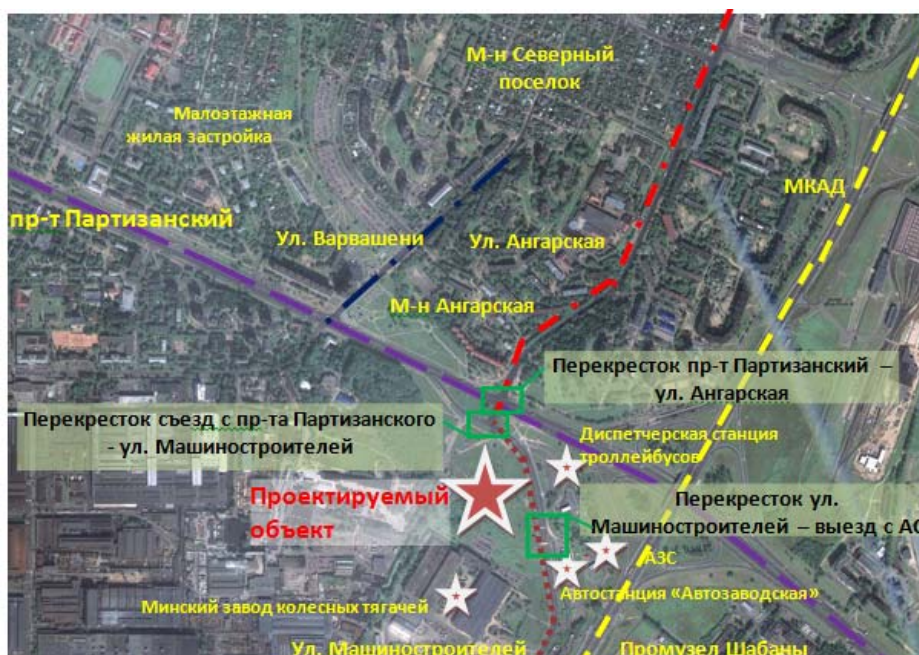 М-н Северный
поселок
Малоэтажная
жилая застройка
МКАД
пр-т Партизанский
Ул. Варвашени
Ул. Ангарская
М-н Ангарская
Перекресток пр-т Партизанский –
ул. Ангарская
Перекресток съезд с пр-та Партизанского
- ул. Машиностроителей
Диспетчерская станция
троллейбусов
Проектируемый
объект
Перекресток ул.
Машиностроителей – выезд с АС
АЗС
Автостанция «Автозаводская»
Минский завод колесных тягачей
Ул. Машиностроителей
Промузел Шабаны